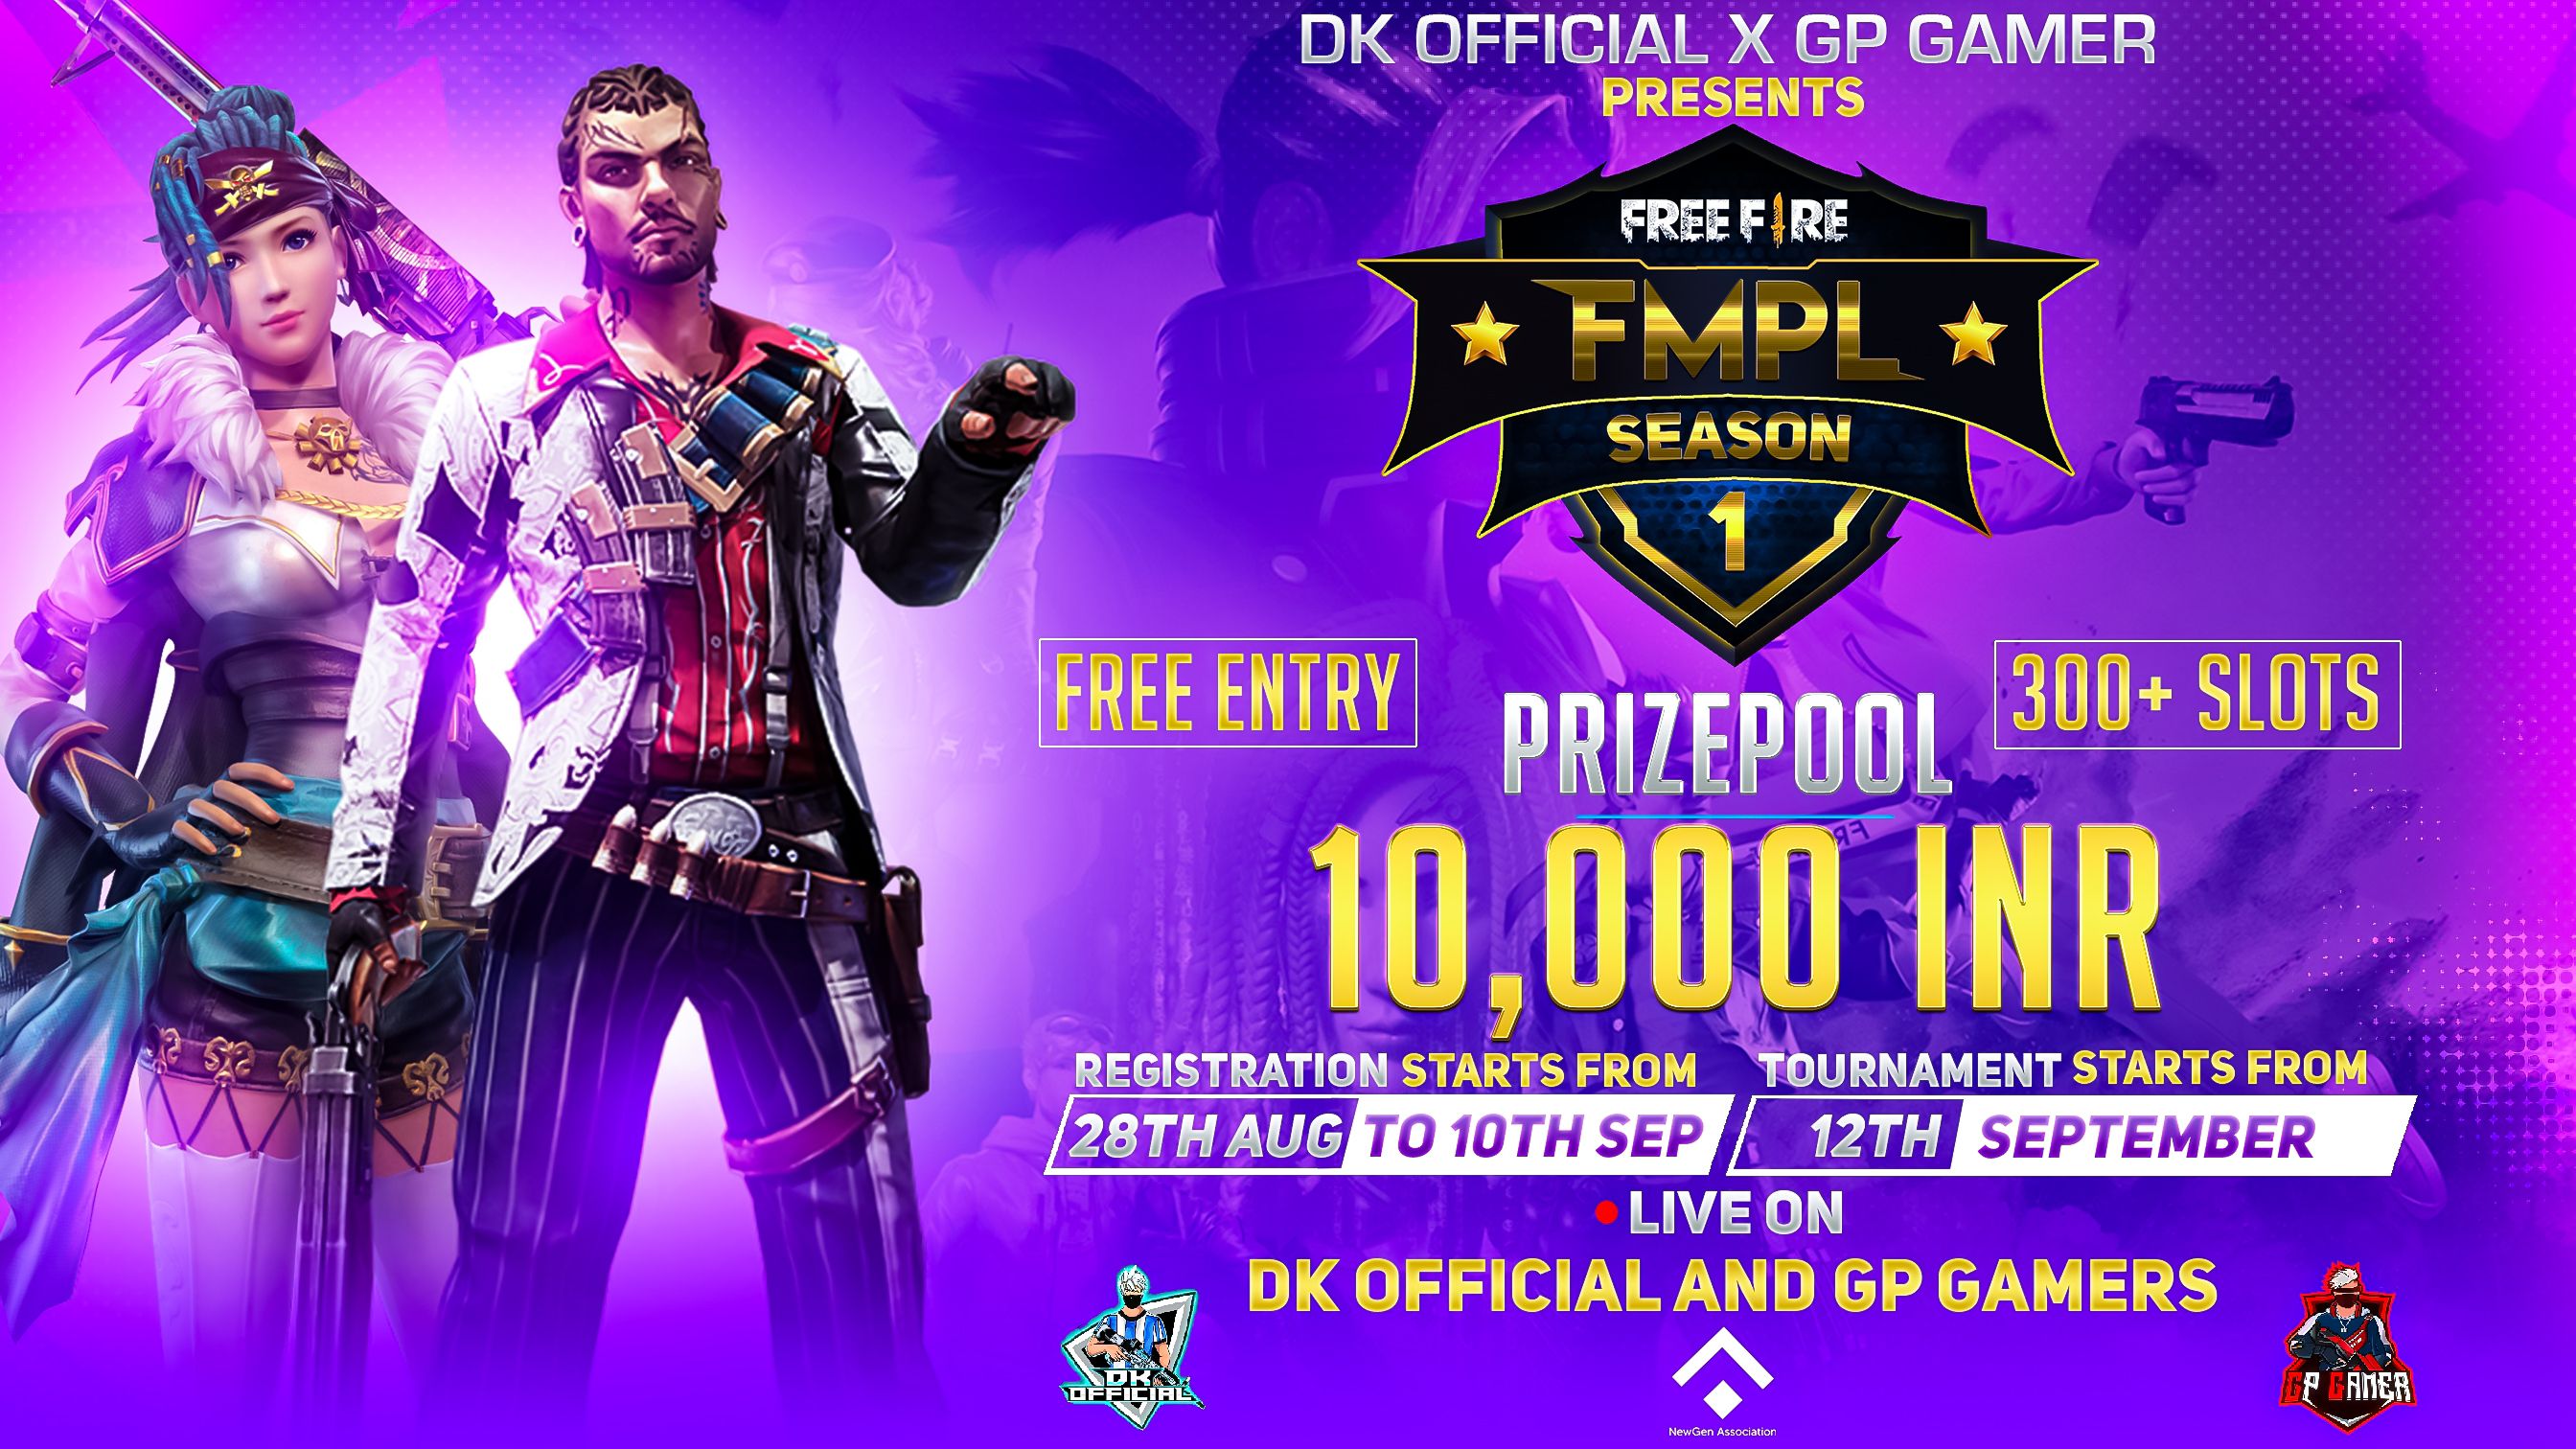 DK OFFICIAL X GP GAMER
PRESENTS
FREE FIRE
FMPL
SEASON
1
FREE ENTRY
300+ SLOTS
PRIZEPOOL
10,000 INR
REGISTRATION STARTS FROM
28TH AUG TO 10TH SEP
TOURNAMENT STARTS FROM
12TH SEPTEMBER
LIVE ON
DK OFFICIAL AND GP GAMERS
DK
OFFICIAL
NewGen Association
GP GAMER